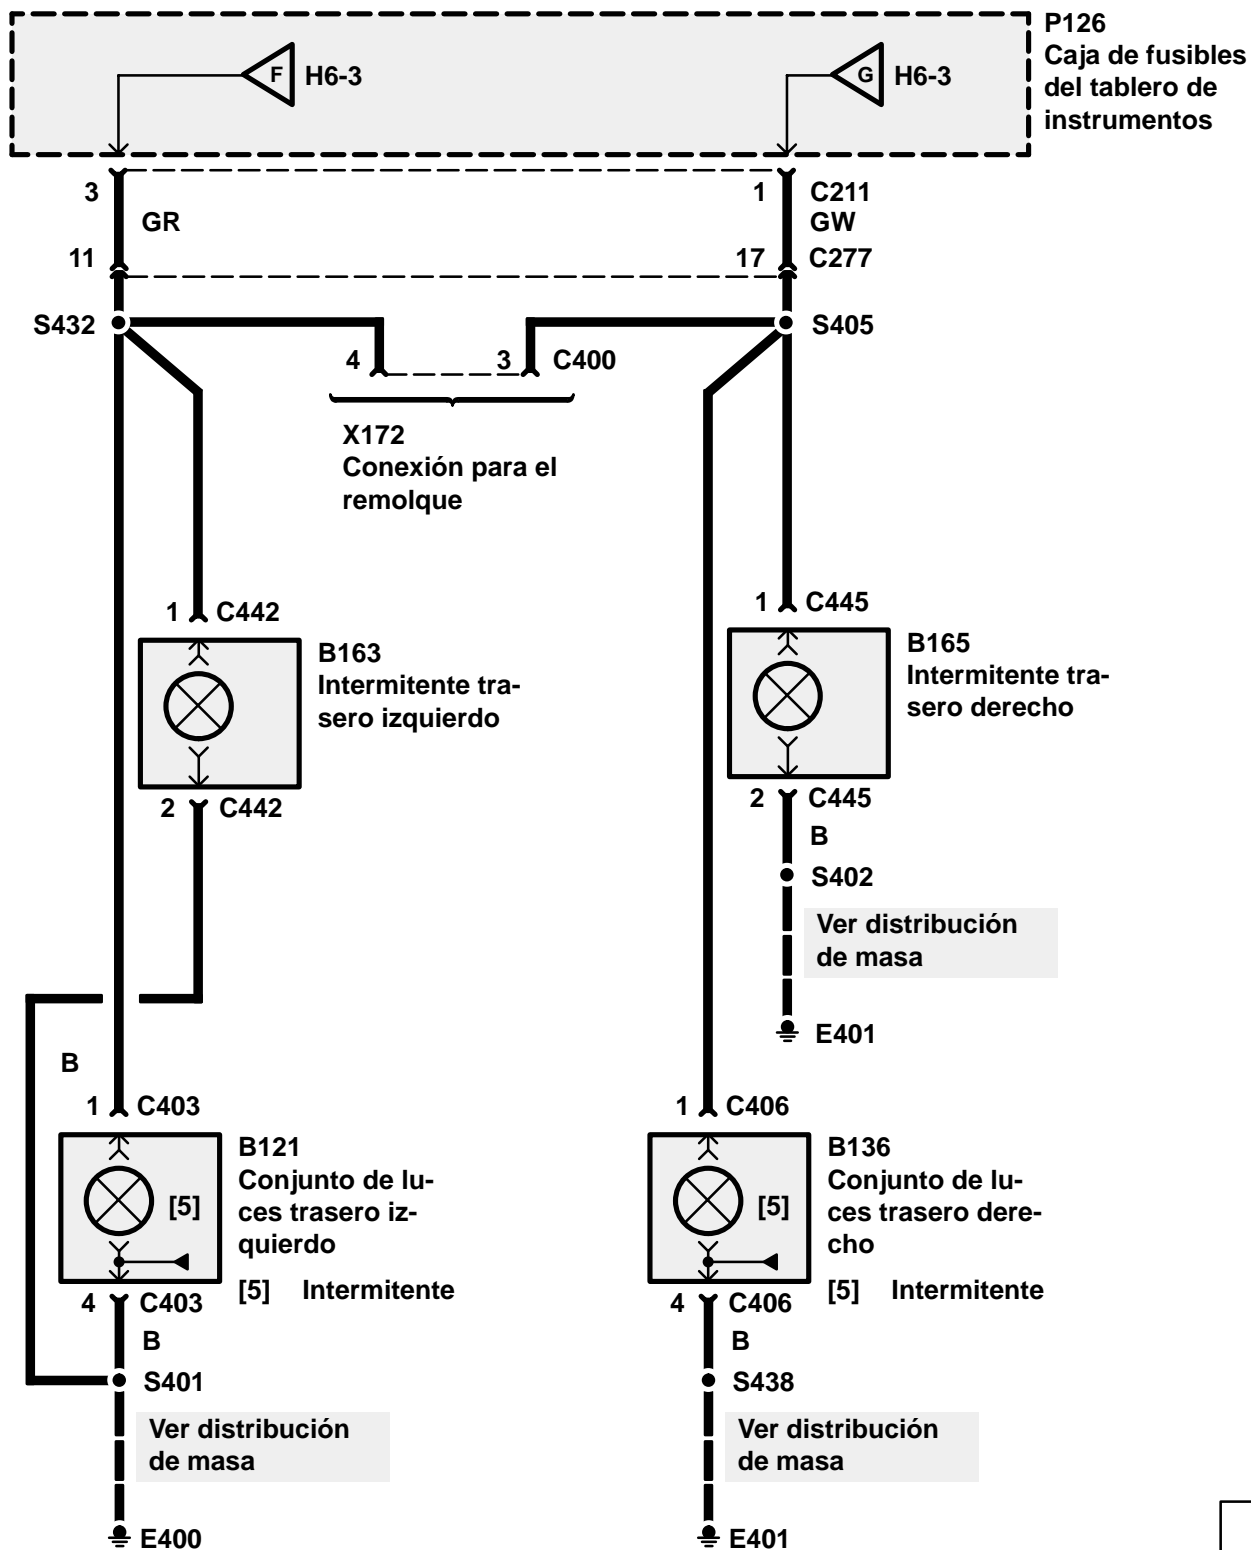 P126
Caja de fusibles
del tablero de
instrumentos
F H6-3
G H6-3
3
1 C211
GR
GW
11
17 C277
S432
S405
4
3 C400
X172
Conexión para el
remolque
1 C442
1 C445
B163
Intermitente tra-
sero izquierdo
B165
Intermitente tra-
sero derecho
2 C442
2 C445
B
S402
Ver distribución
de masa
E401
B
1 C403
1 C406
B121
Conjunto de lu-
ces trasero iz-
quierdo
[5]
[5] Intermitente
B136
Conjunto de lu-
ces trasero dere-
cho
[5]
[5] Intermitente
4 C403
4 C406
B
B
S401
S438
Ver distribución
de masa
Ver distribución
de masa
E400
E401